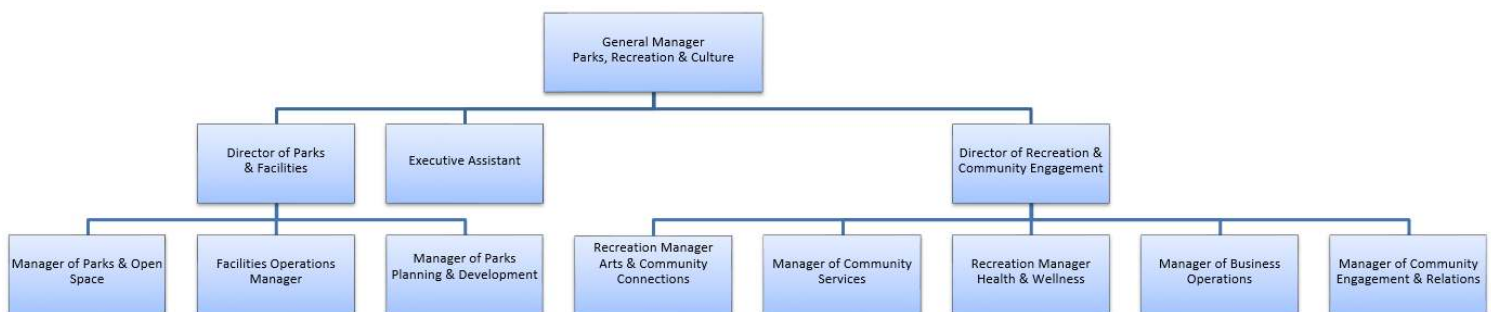 General Manager
Parks, Recreation & Culture
Director of Parks
& Facilities
Executive Assistant
Director of Recreation &
Community Engagement
Manager of Parks & Open
Space
Facilities Operations
Manager
Manager of Parks
Planning & Development
Recreation Manager
Arts & Community
Connections
Manager of Community
Services
Recreation Manager
Health & Wellness
Manager of Business
Operations
Manager of Community
Engagement & Relations